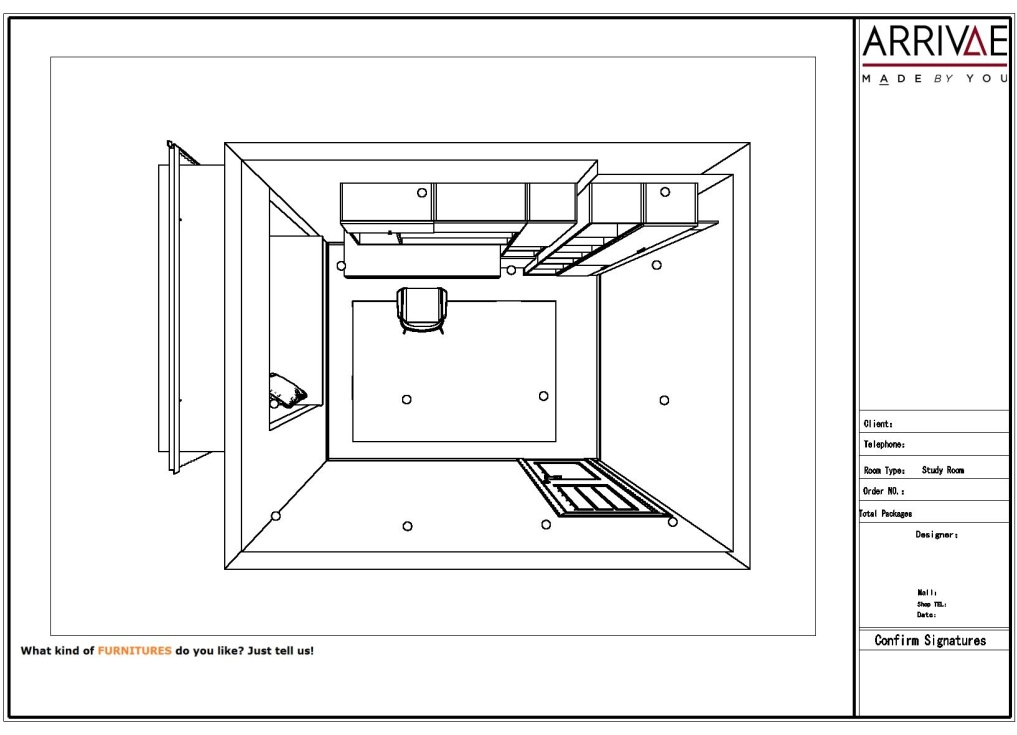 ARRIVAE
MADE BY YOU
Client:
Telephone:
Room Type: Study Room
Order NO.:
Total Packages
Designer:
Mail:
Shop TEL:
Date:
Confirm Signatures
What kind of FURNITURES do you like? Just tell us!